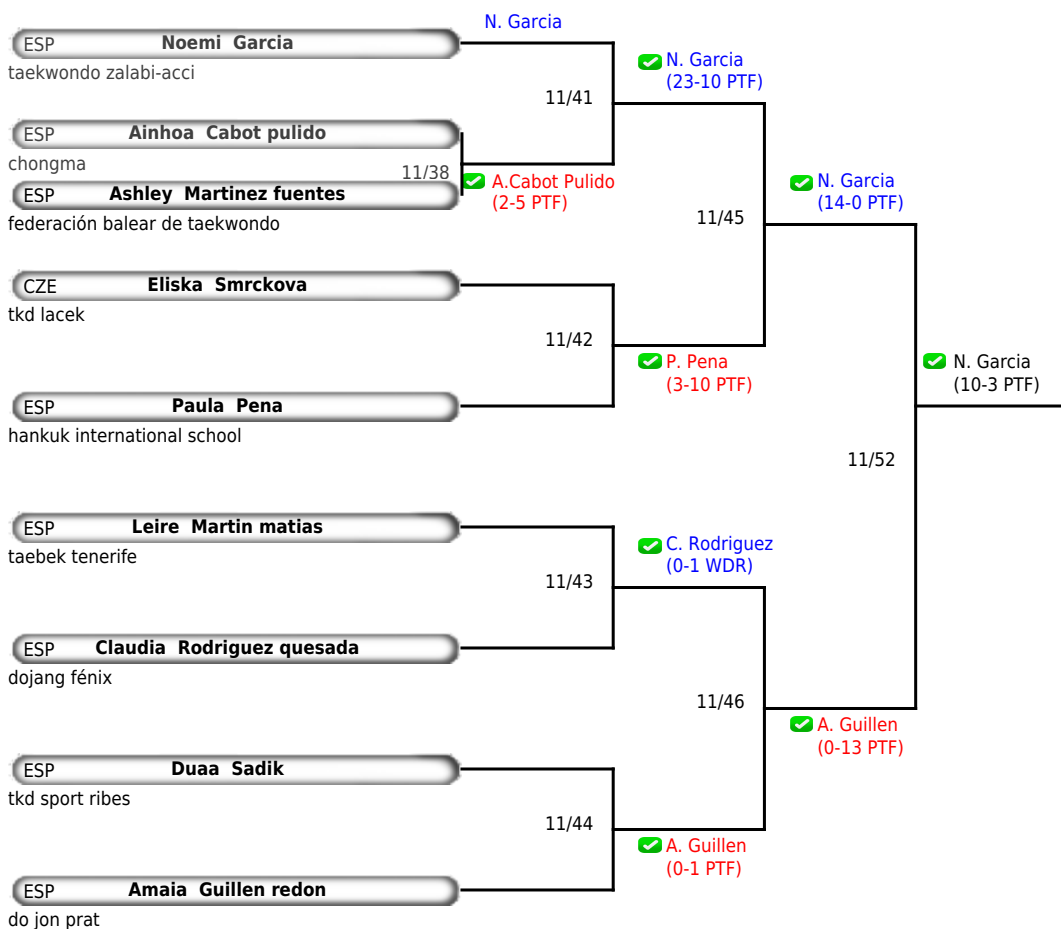 N. Garcia
ESP Noemi Garcia
taekwondo zalabi-acci
N. Garcia
(23-10 PTF)
11/41
ESP Ainhoa Cabot pulido
chongma
11/38
A.Cabot Pulido
(2-5 PTF)
ESP Ashley Martinez fuentes
federación balear de taekwondo
N. Garcia
(14-0 PTF)
11/45
CZE Eliska Smrckova
tkd lacek
11/42
P. Pena
(3-10 PTF)
N. Garcia
(10-3 PTF)
ESP Paula Pena
hankuk international school
11/52
ESP Leire Martin matias
taebek tenerife
C. Rodriguez
(0-1 WDR)
11/43
ESP Claudia Rodriguez quesada
dojang fénix
11/46
A. Guillen
(0-13 PTF)
ESP Duaa Sadik
tkd sport ribes
11/44
A. Guillen
(0-1 PTF)
ESP Amaia Guillen redon
do jon prat